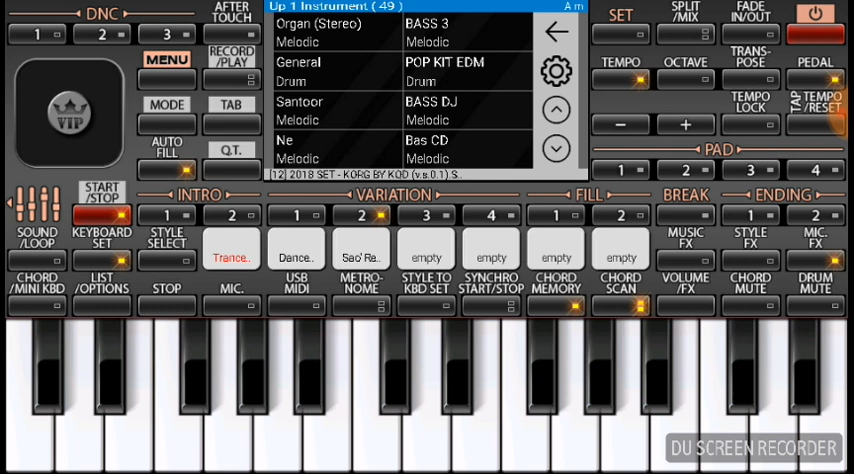 DNC
1
2
3
AFTER
TOUCH
Up 1 Instrument ( 49 )
A m
Organ (Stereo)
Melodic
BASS 3
Melodic
General
Drum
POP KIT EDM
Drum
Santoor
Melodic
BASS DJ
Melodic
Ne
Melodic
Bas CD
Melodic
[12] 2018 SET - KORG BY KQD (v.s.0.1).S..
SET
SPLIT
/MIX
FADE
IN/OUT
MENU
RECORD
/PLAY
VIP
MODE
TAB
AUTO
FILL
Q.T.
TEMPO
OCTAVE
TRANS-
POSE
PEDAL
TEMPO
LOCK
TAP TEMPO
/RESET
−
+
PAD
1
2
3
4
START
/STOP
INTRO
1
2
VARIATION
1
2
3
4
FILL
1
2
BREAK
ENDING
1
2
SOUND
/LOOP
KEYBOARD
SET
STYLE
SELECT
Trance..
Dance..
Sao' Re..
empty
empty
empty
empty
MUSIC
FX
STYLE
FX
MIC.
FX
CHORD
/MINI KBD
LIST
/OPTIONS
STOP
MIC.
USB
MIDI
METRO-
NOME
STYLE TO
KBD SET
SYNCHRO
START/STOP
CHORD
MEMORY
CHORD
SCAN
VOLUME
/FX
CHORD
MUTE
DRUM
MUTE
DU SCREEN RECORDER